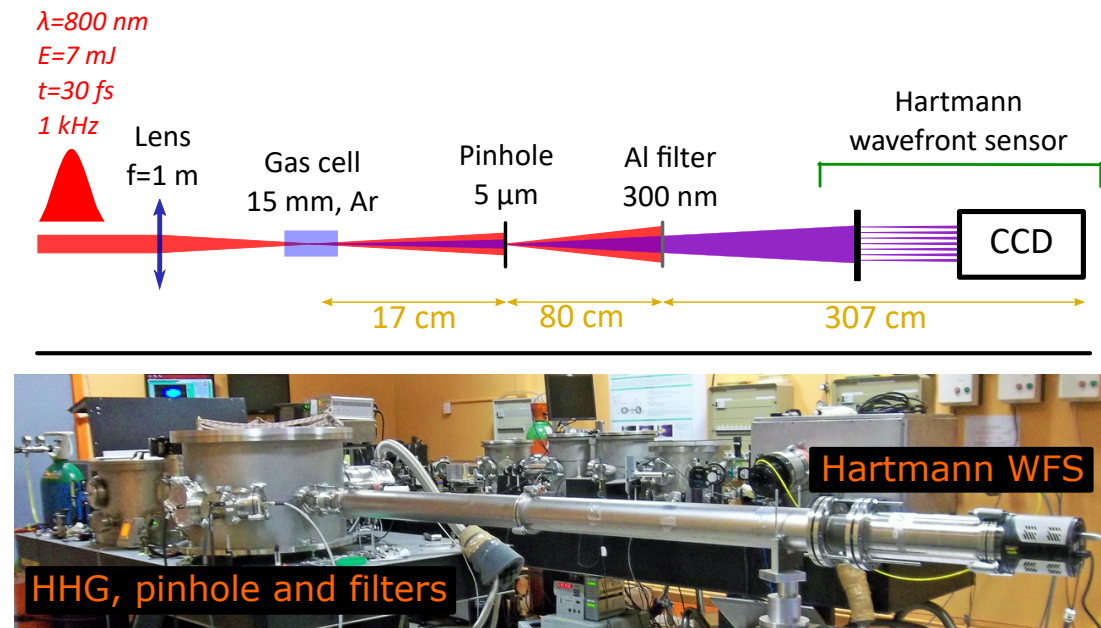 λ=800 nm
E=7 mJ
t=30 fs
1 kHz
Lens
f=1 m
Gas cell
15 mm, Ar
Pinhole
5 μm
Al filter
300 nm
Hartmann
wavefront sensor
CCD
17 cm
80 cm
307 cm
Hartmann WFS
HHG, pinhole and filters